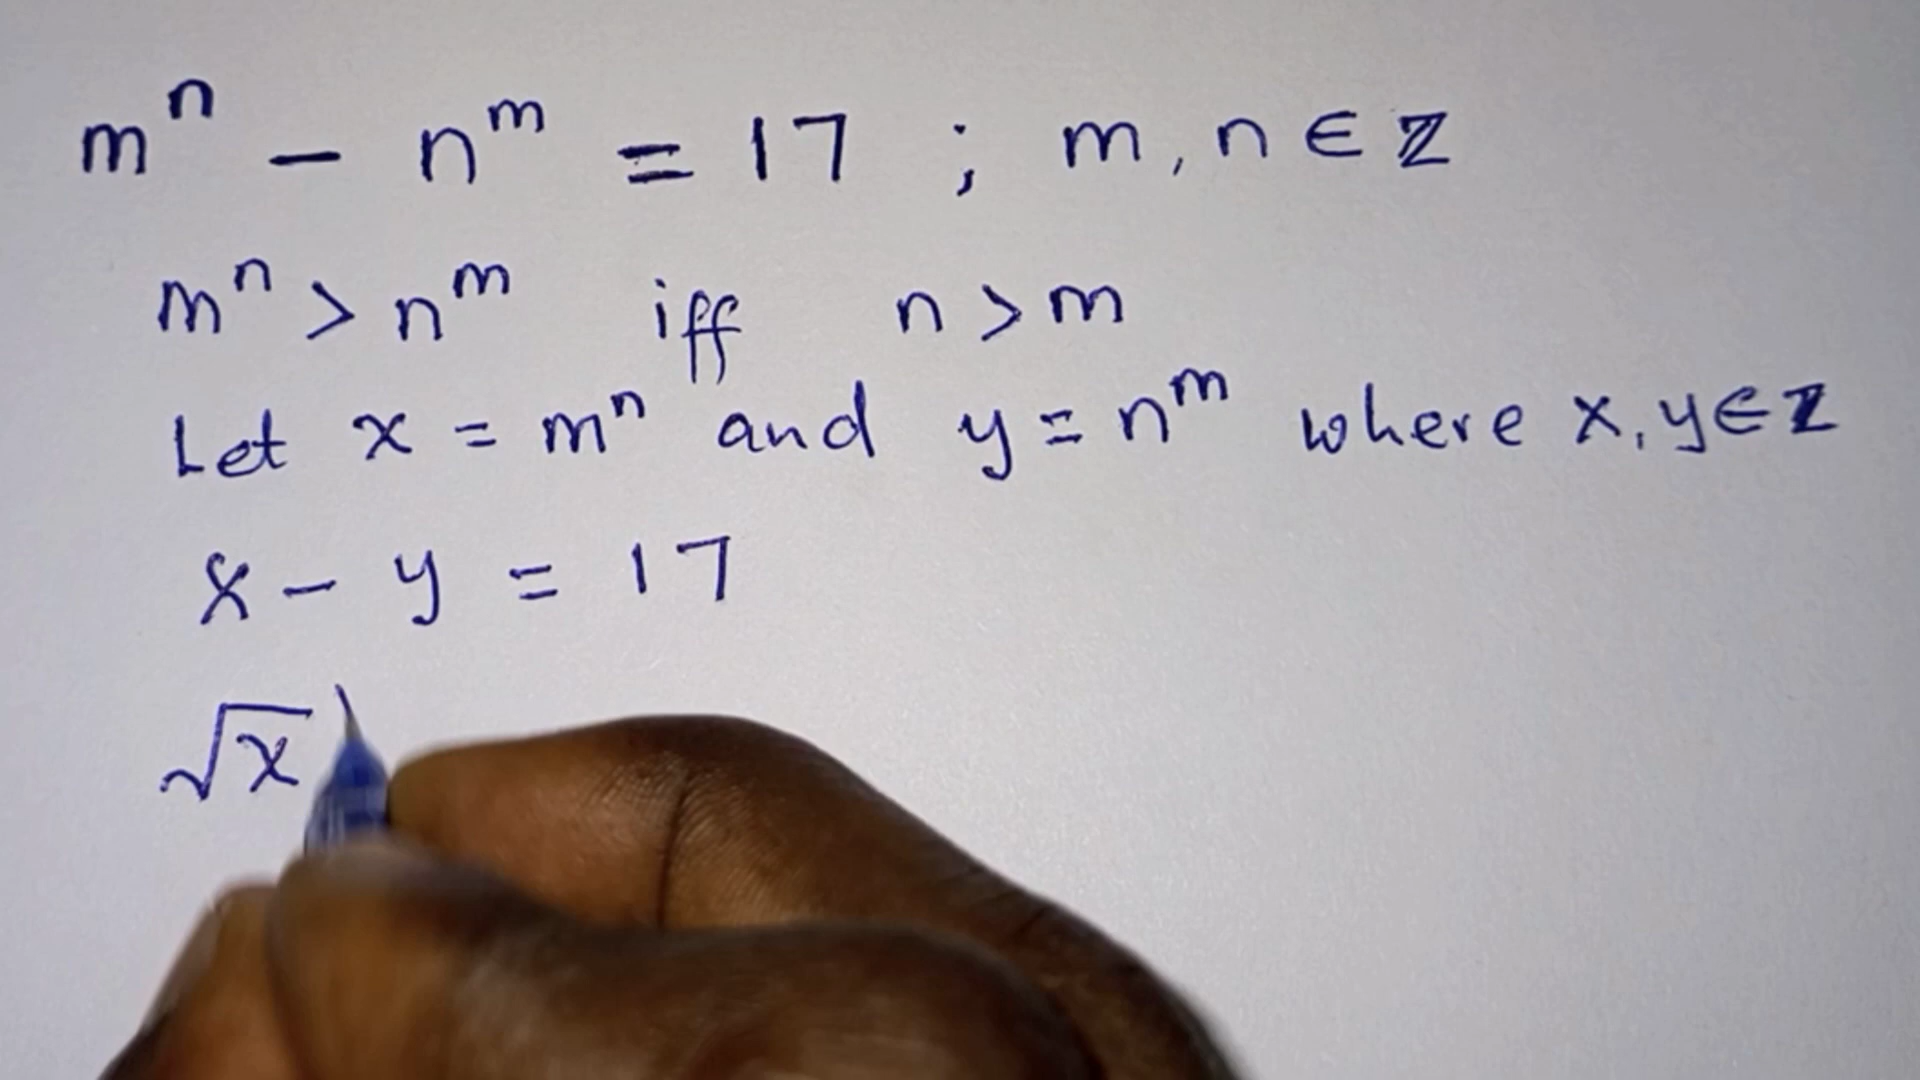 mⁿ − nᵐ = 17 ; m, n ∈ ℤ
mⁿ > nᵐ iff n > m
Let x = mⁿ and y = nᵐ where x, y ∈ ℤ
x − y = 17
√x